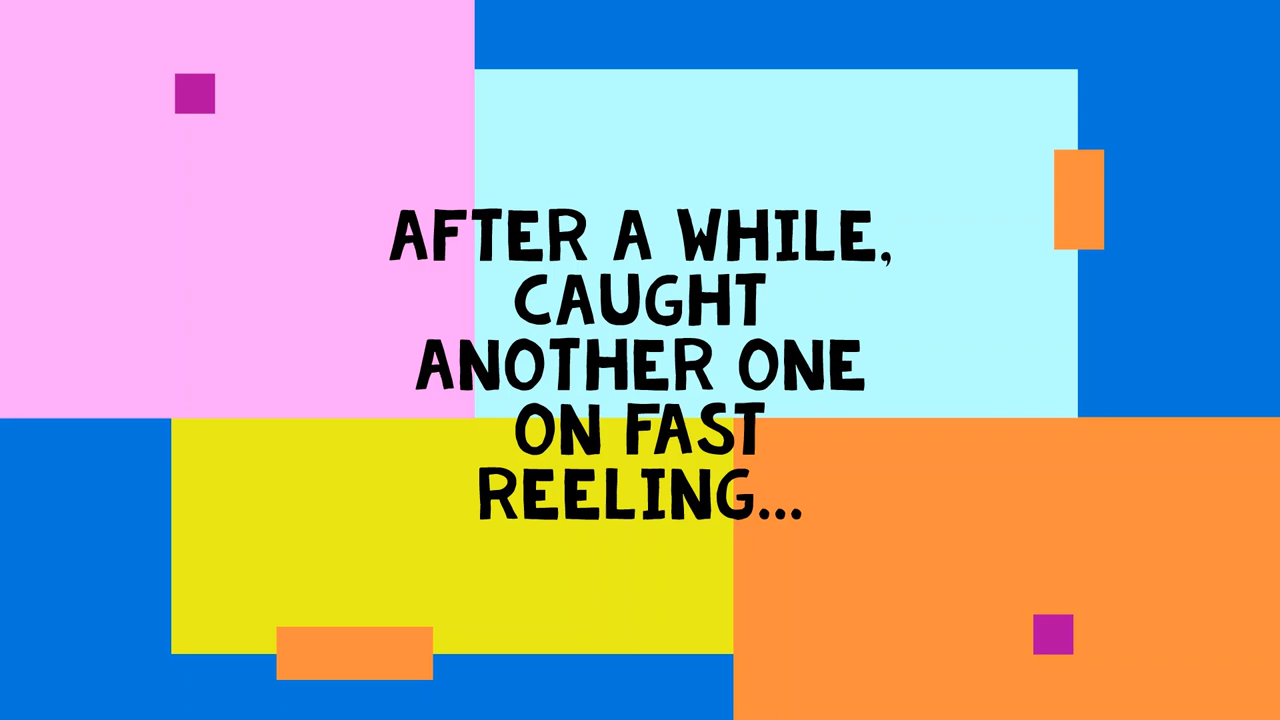 AFTER A WHILE,
CAUGHT
ANOTHER ONE
ON FAST
REELING...